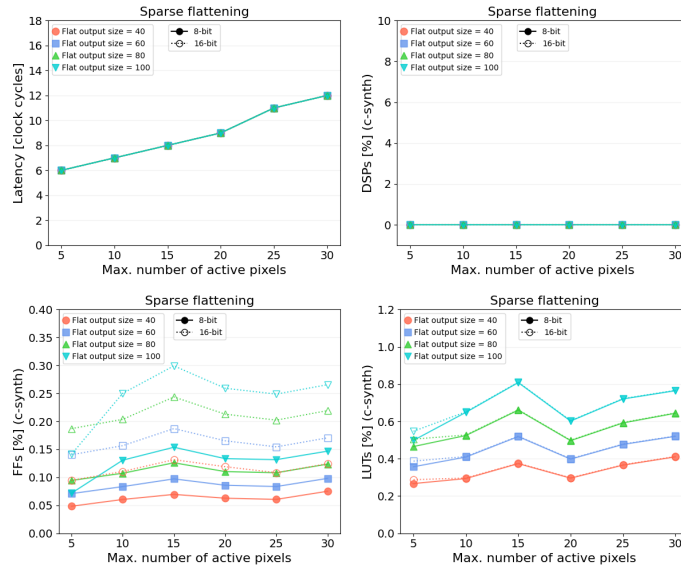 Sparse flattening
Latency [clock cycles]
18
16
14
12
10
8
6
4
2
0
Flat output size = 40
Flat output size = 60
Flat output size = 80
Flat output size = 100
8-bit
16-bit
5 10 15 20 25 30
Max. number of active pixels
Sparse flattening
DSPs [%] (c-synth)
10
8
6
4
2
0
Flat output size = 40
Flat output size = 60
Flat output size = 80
Flat output size = 100
8-bit
16-bit
5 10 15 20 25 30
Max. number of active pixels
Sparse flattening
FFs [%] (c-synth)
0.40
0.35
0.30
0.25
0.20
0.15
0.10
0.05
0.00
Flat output size = 40
Flat output size = 60
Flat output size = 80
Flat output size = 100
8-bit
16-bit
5 10 15 20 25 30
Max. number of active pixels
Sparse flattening
LUTs [%] (c-synth)
1.2
1.0
0.8
0.6
0.4
0.2
0.0
Flat output size = 40
Flat output size = 60
Flat output size = 80
Flat output size = 100
8-bit
16-bit
5 10 15 20 25 30
Max. number of active pixels